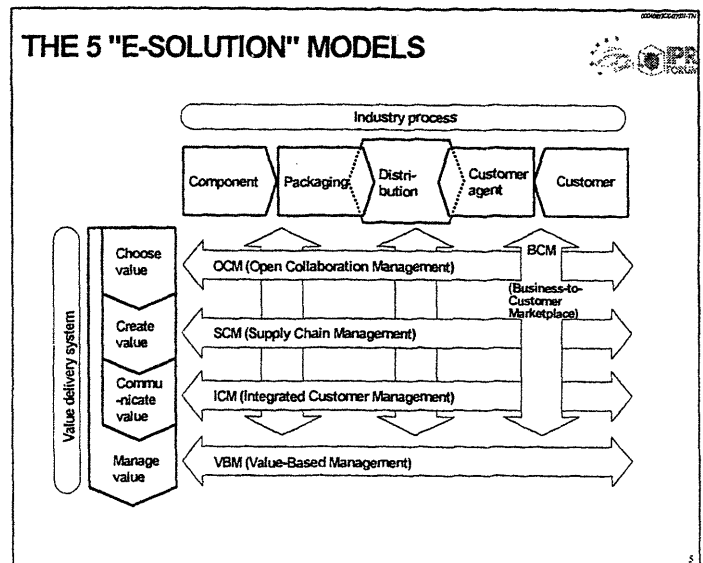 THE 5 "E-SOLUTION" MODELS
IPR
FORUM
Industry process
Component
Packaging
Distri-
bution
Customer
agent
Customer
Value delivery system
Choose
value
Create
value
Commu
-nicate
value
Manage
value
BCM
(Business-to-
Customer
Marketplace)
OCM (Open Collaboration Management)
SCM (Supply Chain Management)
ICM (Integrated Customer Management)
VBM (Value-Based Management)
5